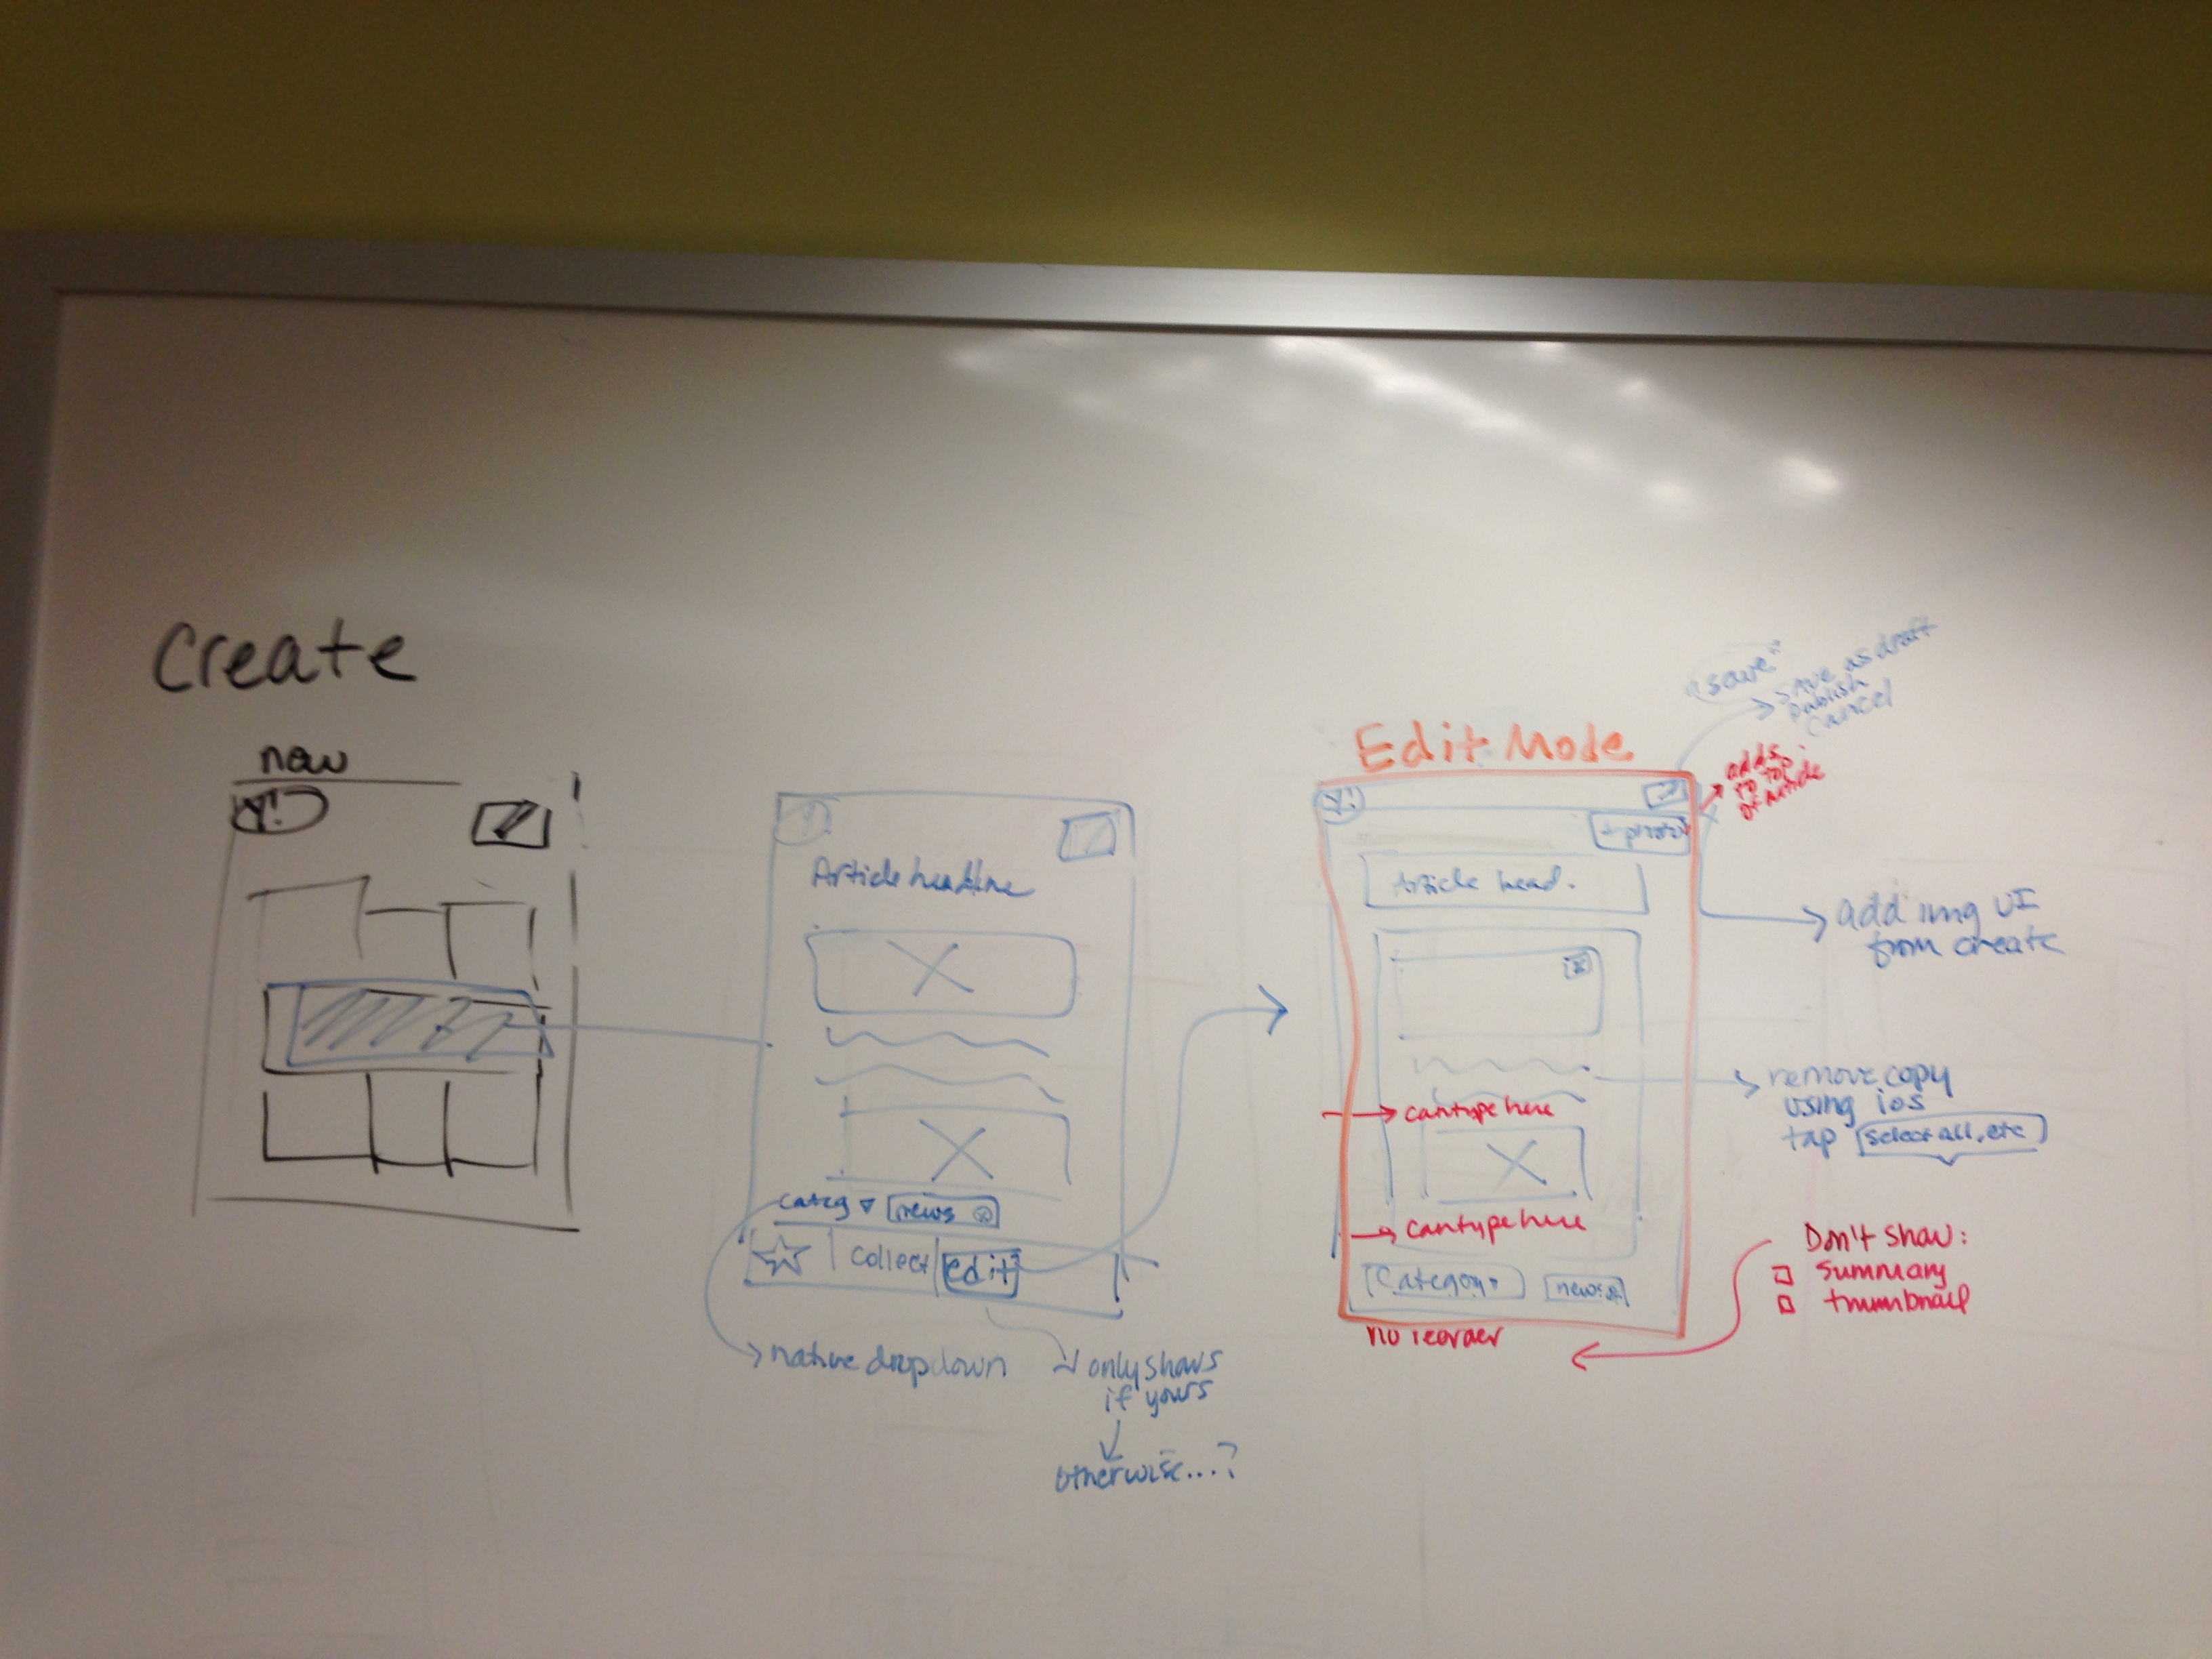 Create
now
Y!
Article headline
categ ▾ news ⊗
☆ Collect edit
native dropdown
only shows
if yours
otherwise...?
Edit Mode
Y!
+ photo
Article head.
can type here
can type here
Category ▾ news ⊗
no reorder
"save"
save as draft
publish
cancel
adds
to top
of article
add img UI
from create
remove copy
using ios
tap select all, etc
Don't show:
summary
thumbnail